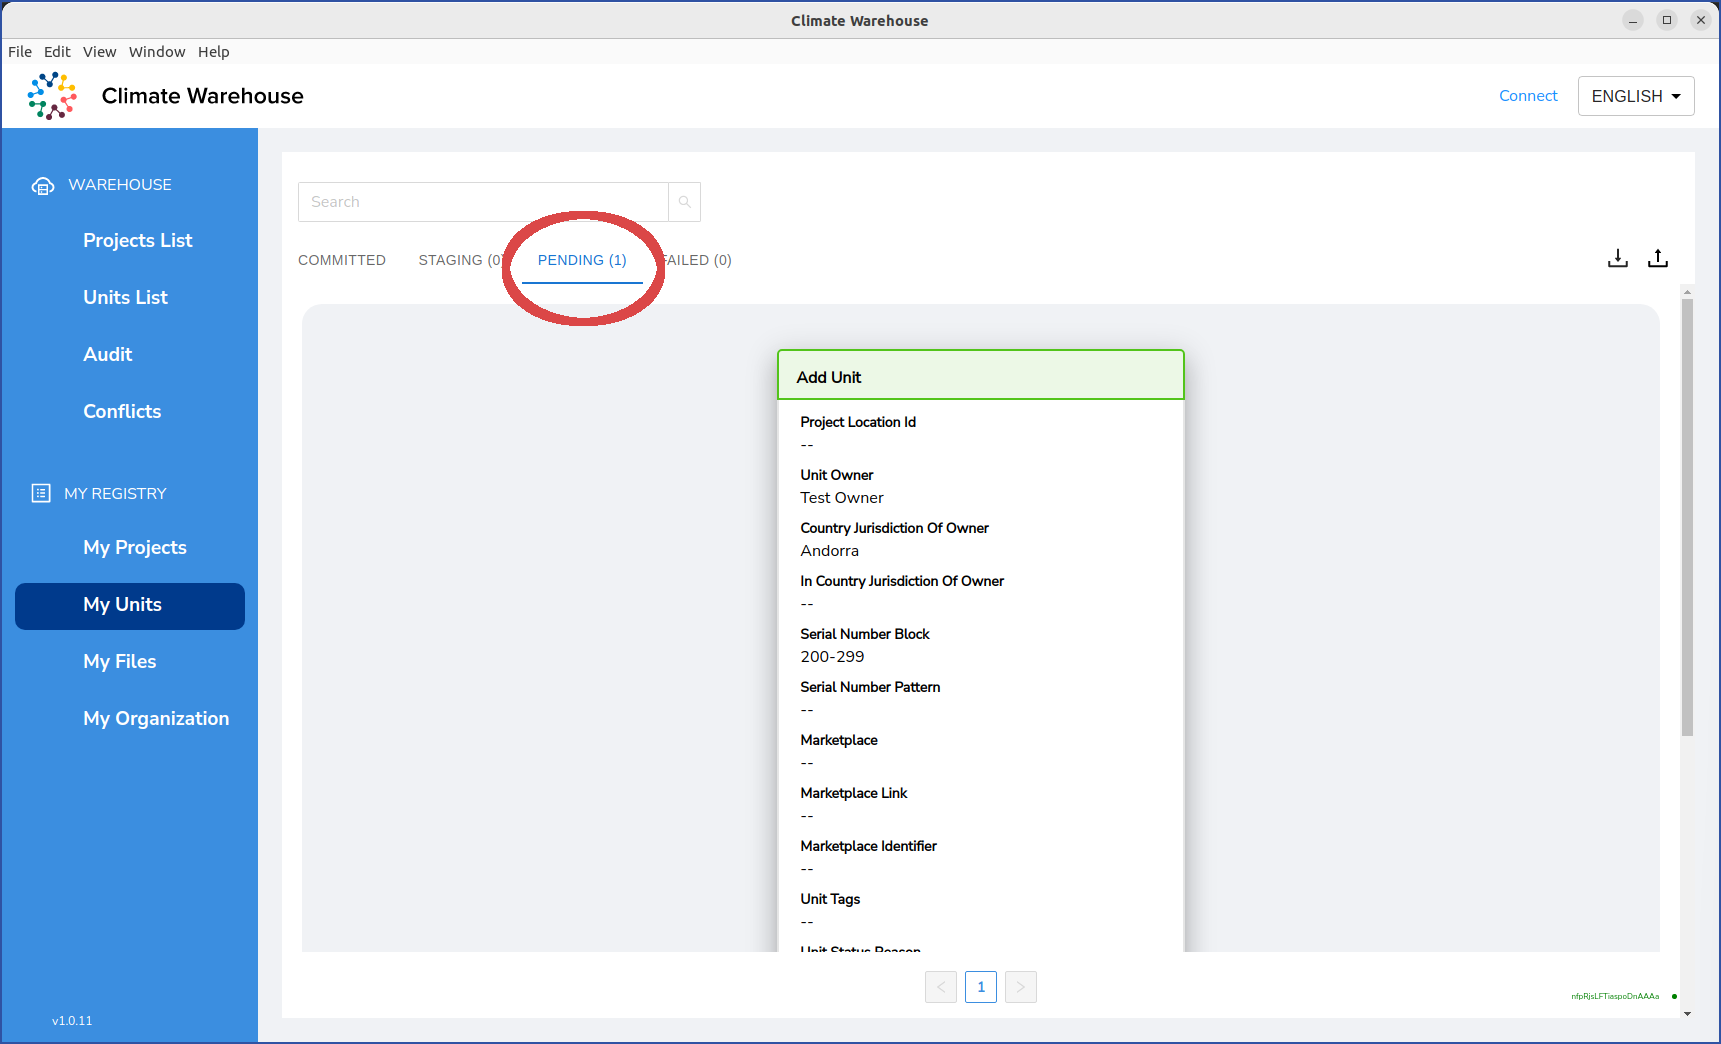 Climate Warehouse
File Edit View Window Help
Climate Warehouse
Connect
ENGLISH
WAREHOUSE
Projects List
Units List
Audit
Conflicts
MY REGISTRY
My Projects
My Units
My Files
My Organization
v1.0.11
Search
COMMITTED STAGING (0) PENDING (1) FAILED (0)
Add Unit
Project Location Id
--
Unit Owner
Test Owner
Country Jurisdiction Of Owner
Andorra
In Country Jurisdiction Of Owner
--
Serial Number Block
200-299
Serial Number Pattern
--
Marketplace
--
Marketplace Link
--
Marketplace Identifier
--
Unit Tags
--
Unit Status Reason
< 1 >
nfpRjsLFTiaspoDnAAAa